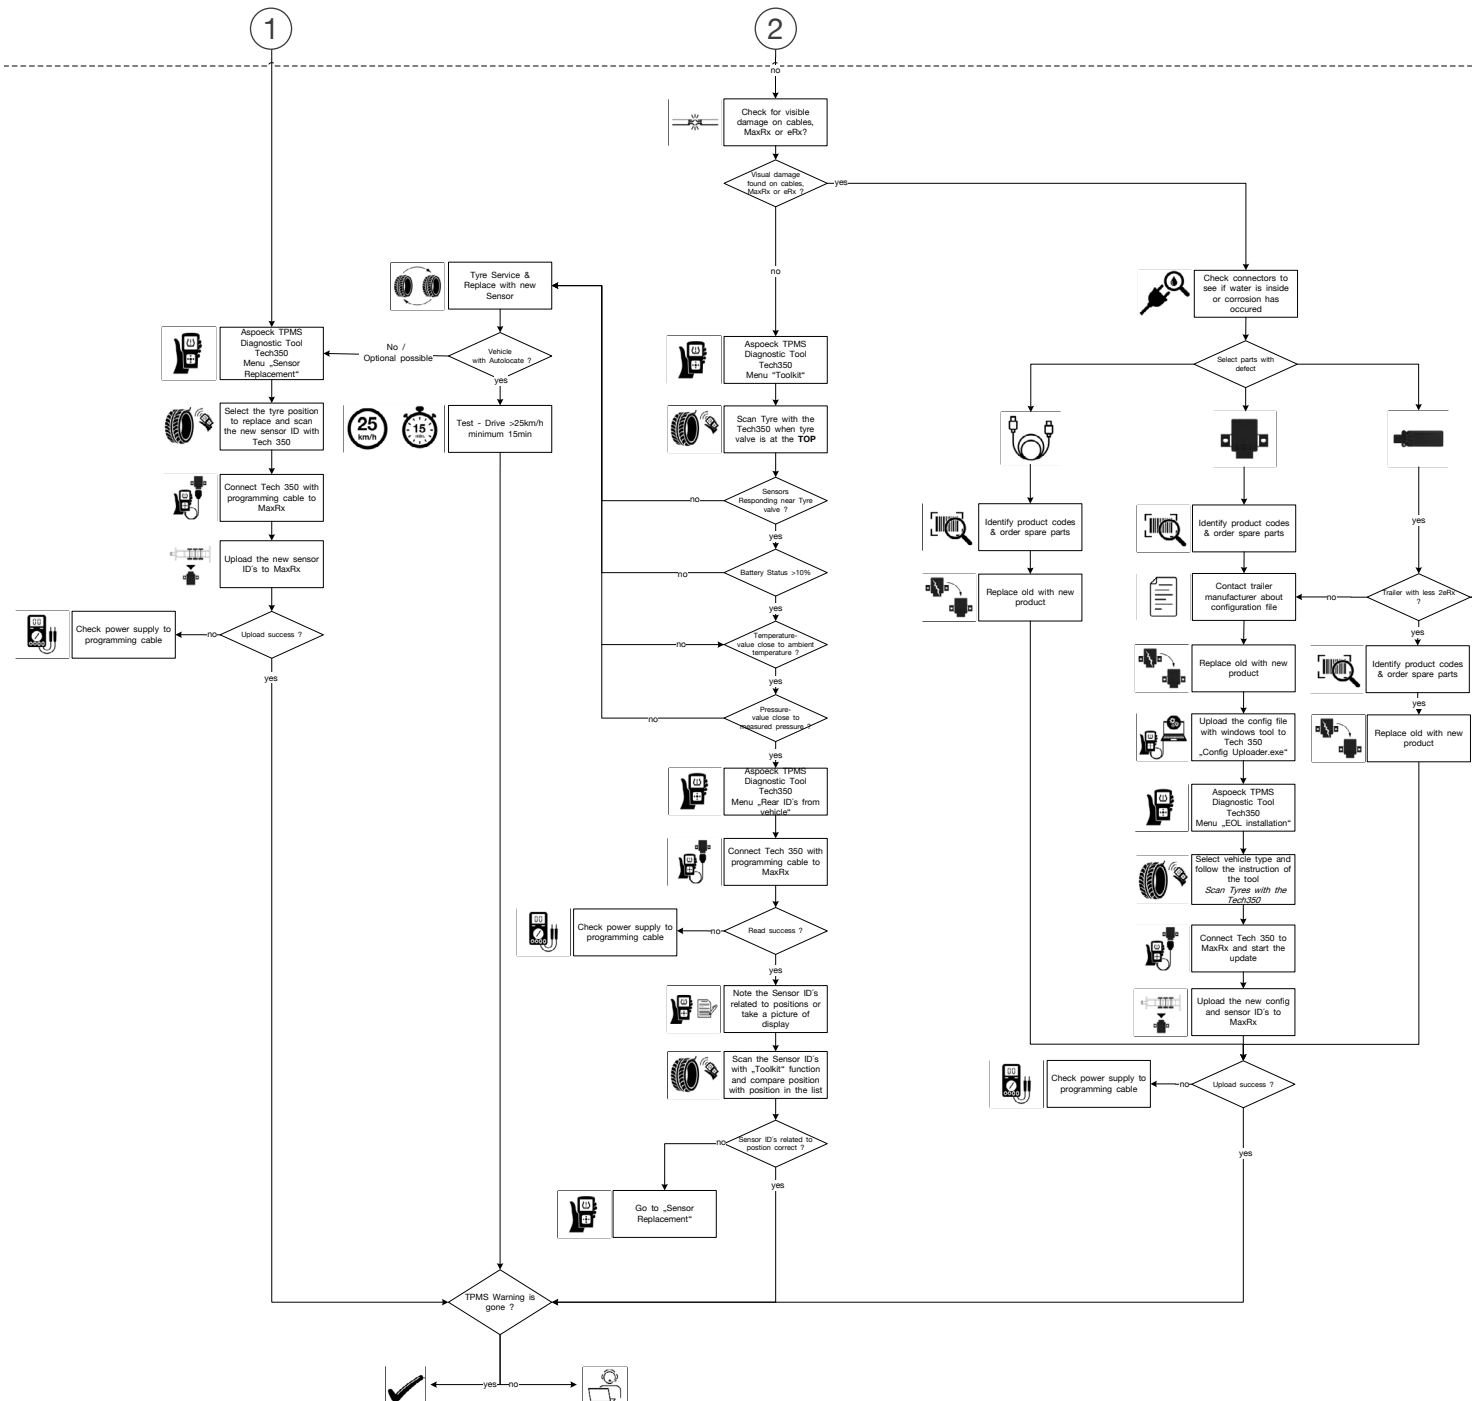 1
2
no
Check for visible
damage on cables,
MaxRx or eRx?
Visual damage
found on cables,
MaxRx or eRx ?
yes
no
Tyre Service &
Replace with new
Sensor
Vehicle
with Autolocate ?
No /
Optional possible
yes
25
km/h
15
min.
Test - Drive >25km/h
minimum 15min
Aspoeck TPMS
Diagnostic Tool
Tech350
Menu „Sensor
Replacement“
Select the tyre position
to replace and scan
the new sensor ID with
Tech 350
Connect Tech 350 with
programming cable to
MaxRx
Upload the new sensor
ID´s to MaxRx
Upload success ?
no
Check power supply to
programming cable
yes
Aspoeck TPMS
Diagnostic Tool
Tech350
Menu “Toolkit“
Scan Tyre with the
Tech350 when tyre
valve is at the TOP
Sensors
Responding near Tyre
valve ?
no
yes
Battery Status >10%
no
yes
Temperature-
value close to ambient
temperature ?
no
yes
Pressure-
value close to
measured pressure ?
no
yes
Aspoeck TPMS
Diagnostic Tool
Tech350
Menu „Rear ID´s from
vehicle“
Connect Tech 350 with
programming cable to
MaxRx
Read success ?
no
Check power supply to
programming cable
yes
Note the Sensor ID´s
related to positions or
take a picture of
display
Scan the Sensor ID´s
with „Toolkit“ function
and compare position
with position in the list
Sensor ID´s related to
postion correct ?
no
yes
Go to „Sensor
Replacement“
Check connectors to
see if water is inside
or corrosion has
occured
Select parts with
defect
Identify product codes
& order spare parts
Replace old with new
product
Identify product codes
& order spare parts
Contact trailer
manufacturer about
configuration file
Replace old with new
product
Upload the config file
with windows tool to
Tech 350
„Config Uploader.exe“
Aspoeck TPMS
Diagnostic Tool
Tech350
Menu „EOL installation“
Select vehicle type and
follow the instruction of
the tool
Scan Tyres with the
Tech350
Connect Tech 350 to
MaxRx and start the
update
Upload the new config
and sensor ID´s to
MaxRx
yes
Trailer with less 2eRx
?
no
yes
Identify product codes
& order spare parts
yes
Replace old with new
product
Upload success ?
no
Check power supply to
programming cable
yes
TPMS Warning is
gone ?
yes
no